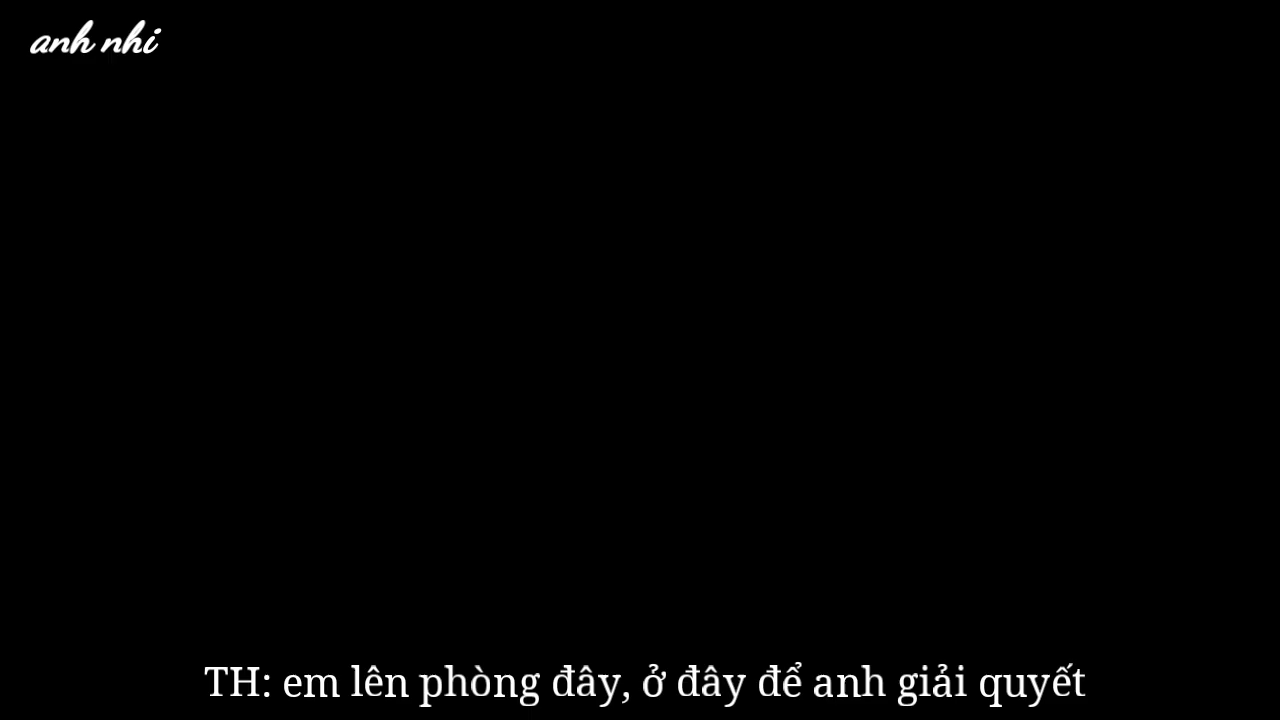 anh nhi
TH: em lên phòng đây, ở đây để anh giải quyết